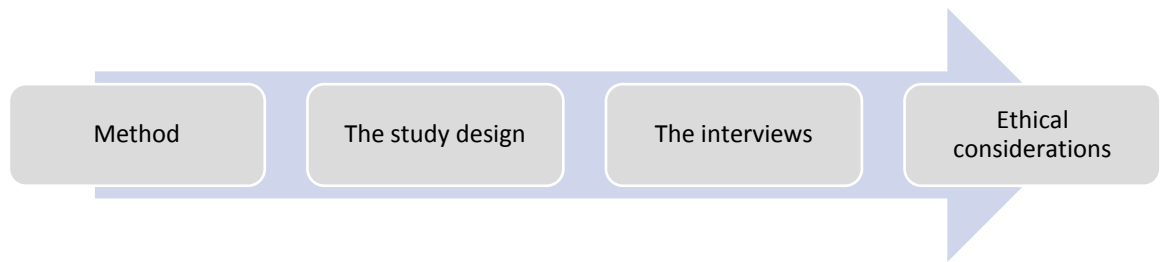 Method
The study design
The interviews
Ethical
considerations